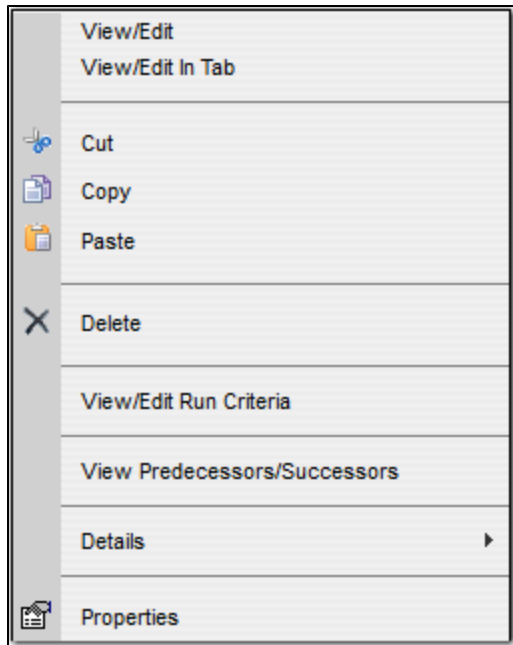 View/Edit
View/Edit In Tab
Cut
Copy
Paste
Delete
View/Edit Run Criteria
View Predecessors/Successors
Details
Properties